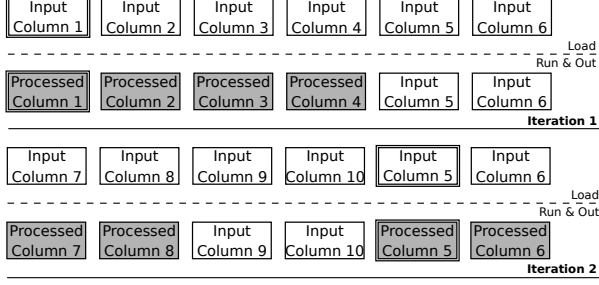 Input Input Input Input Input Input
Column 1 Column 2 Column 3 Column 4 Column 5 Column 6
Load
Run & Out
Processed Processed Processed Processed Input Input
Column 1 Column 2 Column 3 Column 4 Column 5 Column 6
Iteration 1
Input Input Input Input Input Input
Column 7 Column 8 Column 9 Column 10 Column 5 Column 6
Load
Run & Out
Processed Processed Input Input Processed Processed
Column 7 Column 8 Column 9 Column 10 Column 5 Column 6
Iteration 2